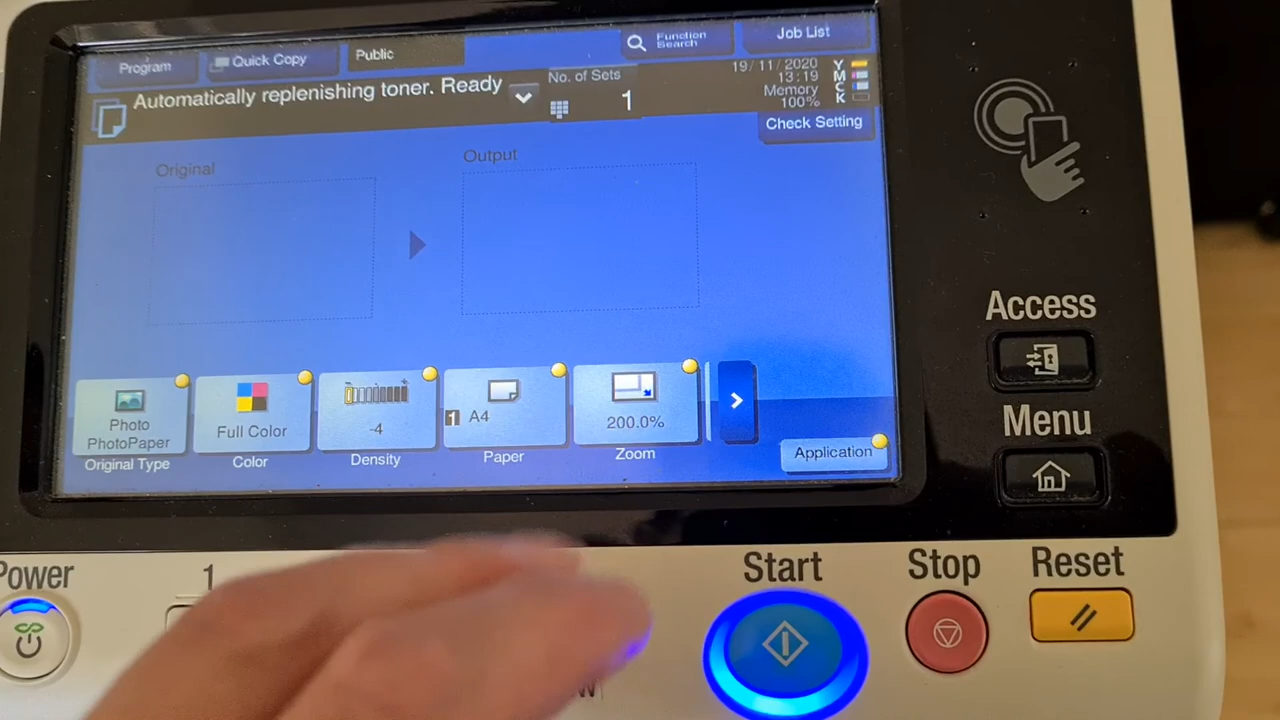 Program
Quick Copy
Public
Function Search
Job List
Automatically replenishing toner. Ready
No. of Sets
1
19/11/2020
13:19
Memory
100%
Y
M
C
K
Check Setting
Original
Output
Photo
PhotoPaper
Original Type
Full Color
Color
-4
Density
1 A4
Paper
200.0%
Zoom
Application
Access
Menu
Power
1
Start
Stop
Reset